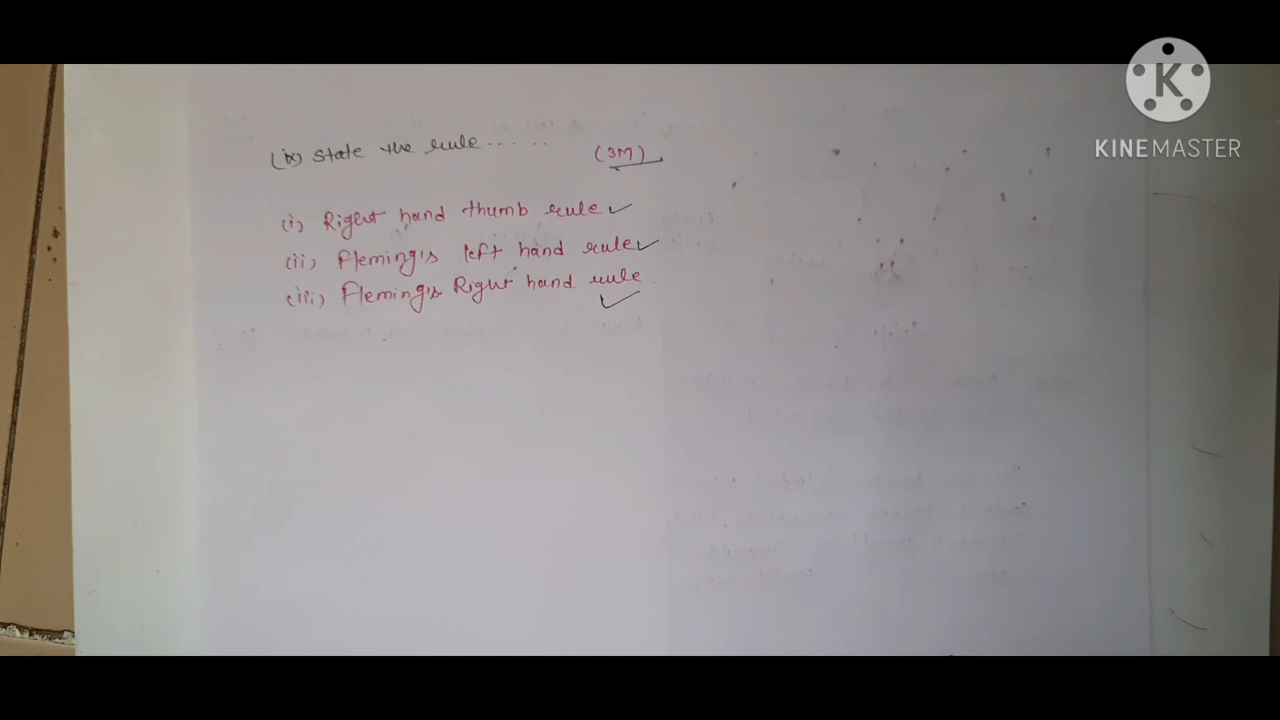 (ix) State the rule......
(3M)
(i) Right hand thumb rule
(ii) Fleming's left hand rule
(iii) Fleming's Right hand rule
K
KINEMASTER